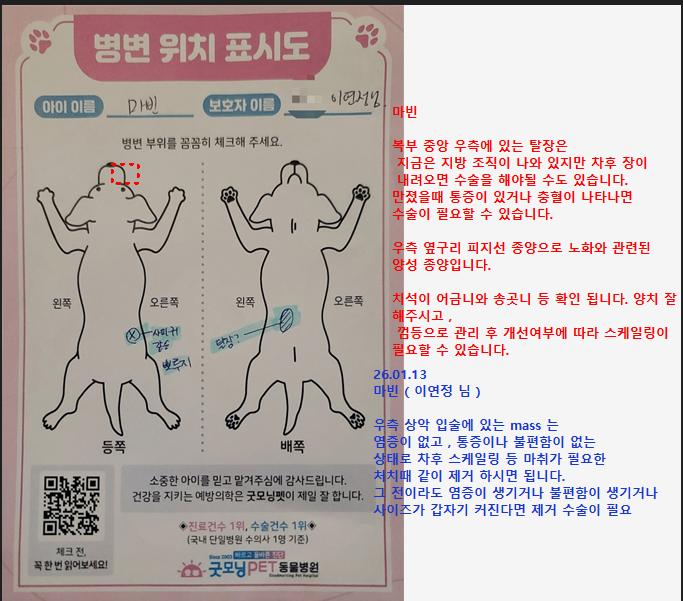 병변 위치 표시도
아이 이름 마빈 보호자 이름 이연정님.
병변 부위를 꼼꼼히 체크해 주세요.
왼쪽 오른쪽 왼쪽 오른쪽
탈장?
뾰루지
등쪽 배쪽
소중한 아이를 믿고 맡겨주심에 감사드립니다.
건강을 지키는 예방의학은 굿모닝펫이 제일 잘 합니다.
체크 전,
꼭 한 번 읽어보세요!
◈진료건수 1위, 수술건수 1위◈
(국내 단일병원 수의사 1명 기준)
Since 2003 빠르고 올바른 진단
굿모닝PET동물병원
Goodmorning Pet Hospital
마빈
복부 중앙 우측에 있는 탈장은
지금은 지방 조직이 나와 있지만 차후 장이
내려오면 수술을 해야될 수도 있습니다.
만졌을때 통증이 있거나 충혈이 나타나면
수술이 필요할 수 있습니다.
우측 옆구리 피지선 종양으로 노화와 관련된
양성 종양입니다.
치석이 어금니와 송곳니 등 확인 됩니다. 양치 잘
해주시고 ,
껌등으로 관리 후 개선여부에 따라 스케일링이
필요할 수 있습니다.
26.01.13
마빈 ( 이연정 님 )
우측 상악 입술에 있는 mass 는
염증이 없고 , 통증이나 불편함이 없는
상태로 차후 스케일링 등 마취가 필요한
처치때 같이 제거 하시면 됩니다.
그 전이라도 염증이 생기거나 불편함이 생기거나
사이즈가 갑자기 커진다면 제거 수술이 필요